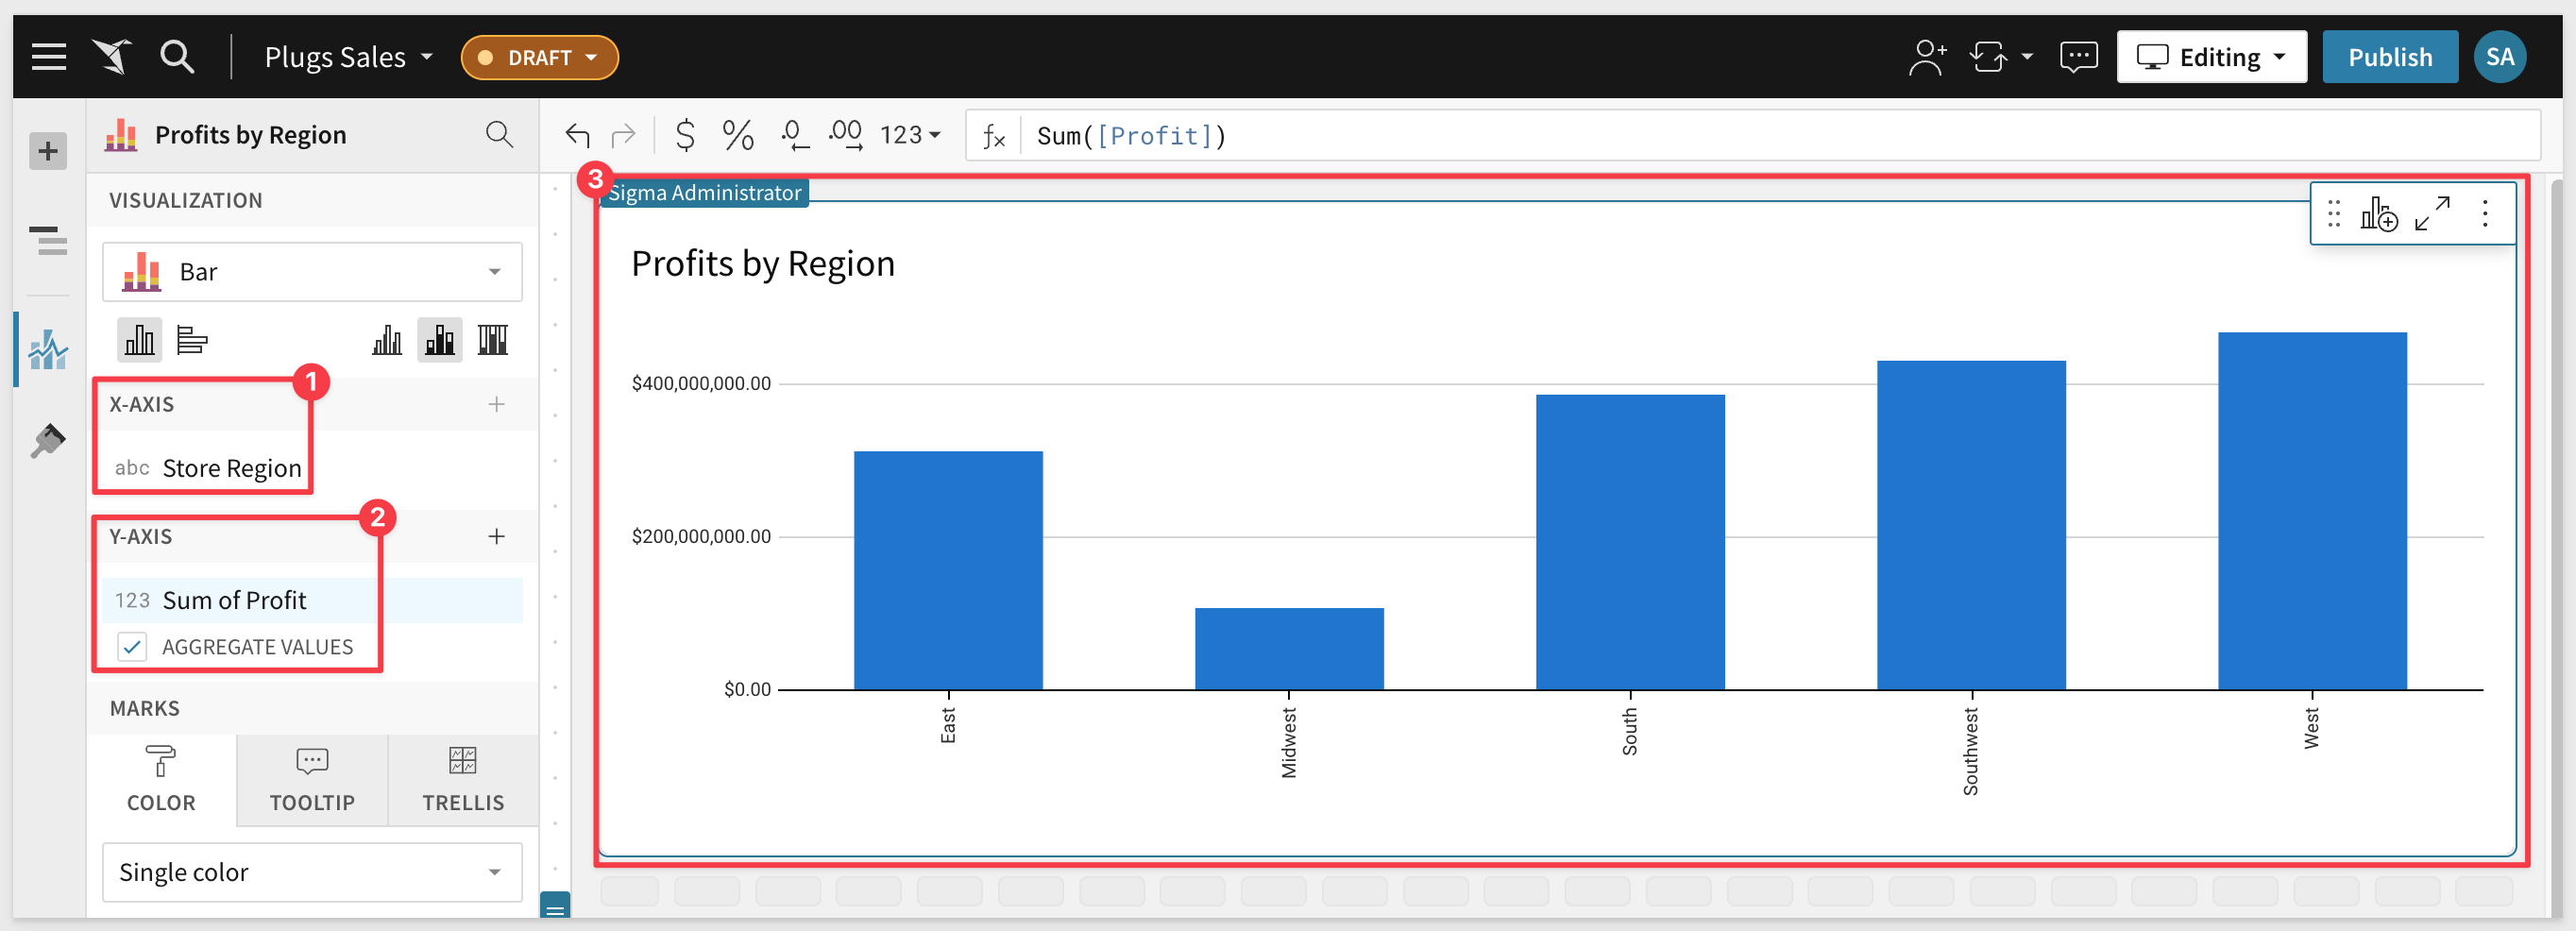 Plugs Sales
DRAFT
Editing
Publish
SA
Profits by Region
.0
.00
123
fx
Sum([Profit])
VISUALIZATION
Bar
1
X-AXIS
abc Store Region
2
Y-AXIS
123 Sum of Profit
AGGREGATE VALUES
MARKS
COLOR
TOOLTIP
TRELLIS
Single color
3
Sigma Administrator
Profits by Region
$400,000,000.00
$200,000,000.00
$0.00
East
Midwest
South
Southwest
West